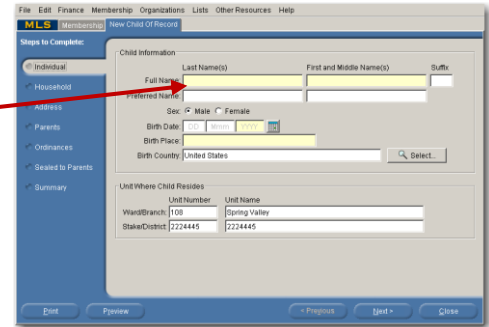 File Edit Finance Membership Organizations Lists Other Resources Help
MLS Membership New Child Of Record
Steps to Complete:
Individual
Household
Address
Parents
Ordinances
Sealed to Parents
Summary
Child Information
Last Name(s) First and Middle Name(s) Suffix
Full Name:
Preferred Name:
Sex: Male Female
Birth Date: DD Mmm YYYY
Birth Place:
Birth Country: United States Select...
Unit Where Child Resides
Unit Number Unit Name
Ward/Branch: 108 Spring Valley
Stake/District: 2224445 2224445
Print Preview < Previous Next > Close